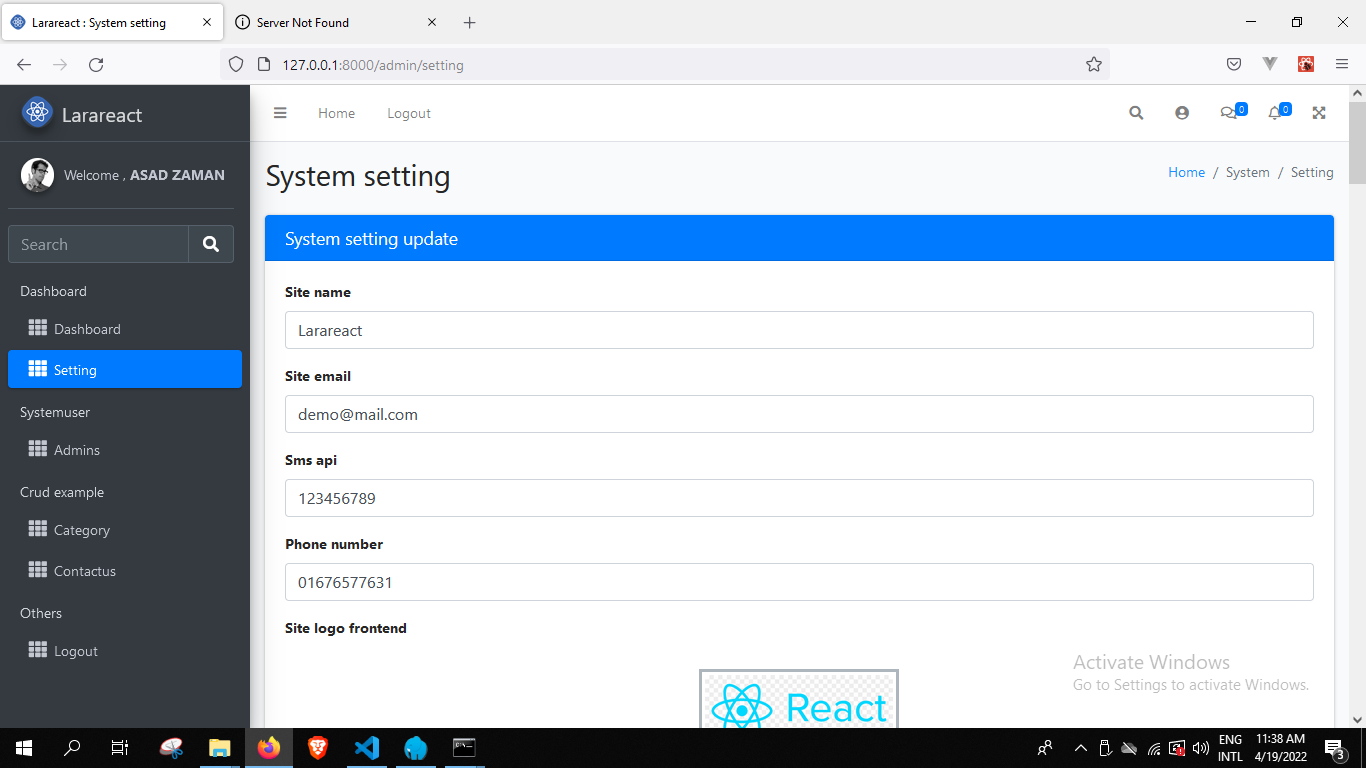 Larareact : System setting
Server Not Found
127.0.0.1:8000/admin/setting
Larareact
Home
Logout
0
0
Welcome , ASAD ZAMAN
System setting
Home / System / Setting
Search
System setting update
Dashboard
Dashboard
Setting
Systemuser
Admins
Crud example
Category
Contactus
Others
Logout
Site name
Larareact
Site email
demo@mail.com
Sms api
123456789
Phone number
01676577631
Site logo frontend
React
Activate Windows
Go to Settings to activate Windows.
ENG
INTL
11:38 AM
4/19/2022
3